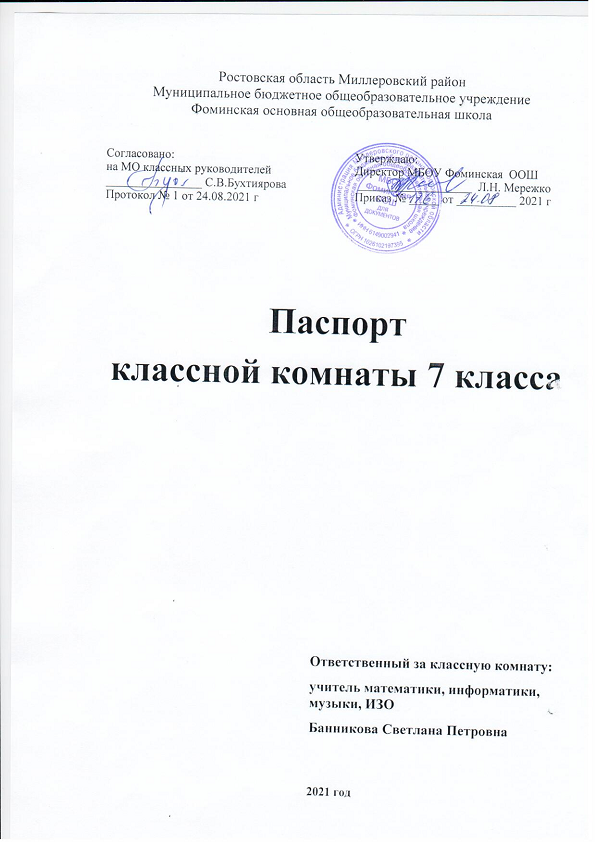 Ростовская область Миллеровский район
Муниципальное бюджетное общеобразовательное учреждение
Фоминская основная общеобразовательная школа
Согласовано:
на МО классных руководителей
С.В.Бухтиярова
Протокол № 1 от 24.08.2021 г
Утверждаю:
Директор МБОУ Фоминская ООШ
Л.Н. Мережко
Приказ № от 24.08 2021 г
ДЛЯ
ДОКУМЕНТОВ
Паспорт
классной комнаты 7 класса
Ответственный за классную комнату:
учитель математики, информатики,
музыки, ИЗО
Банникова Светлана Петровна
2021 год